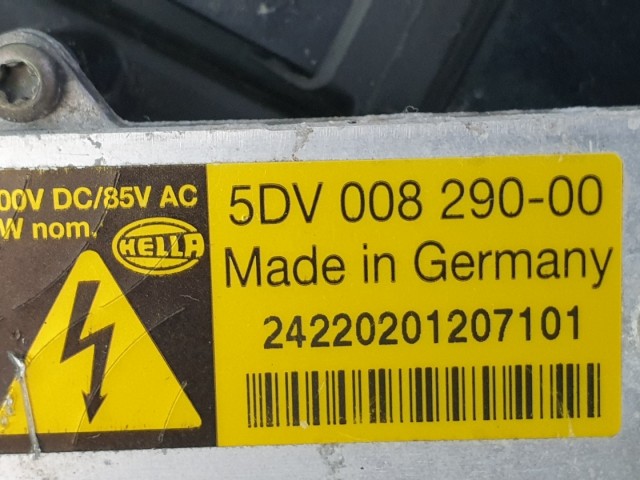 00V DC/85V AC
W nom.
HELLA
5DV 008 290-00
Made in Germany
24220201207101